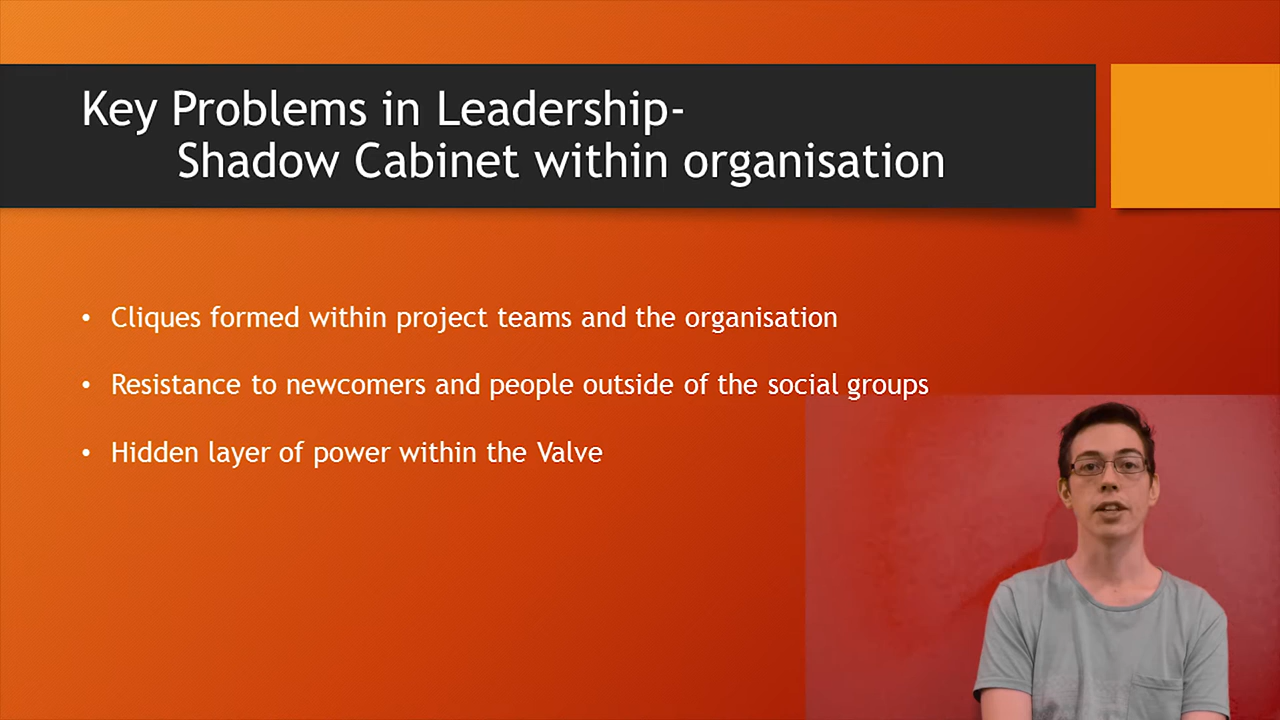 Key Problems in Leadership-
Shadow Cabinet within organisation
• Cliques formed within project teams and the organisation
• Resistance to newcomers and people outside of the social groups
• Hidden layer of power within the Valve